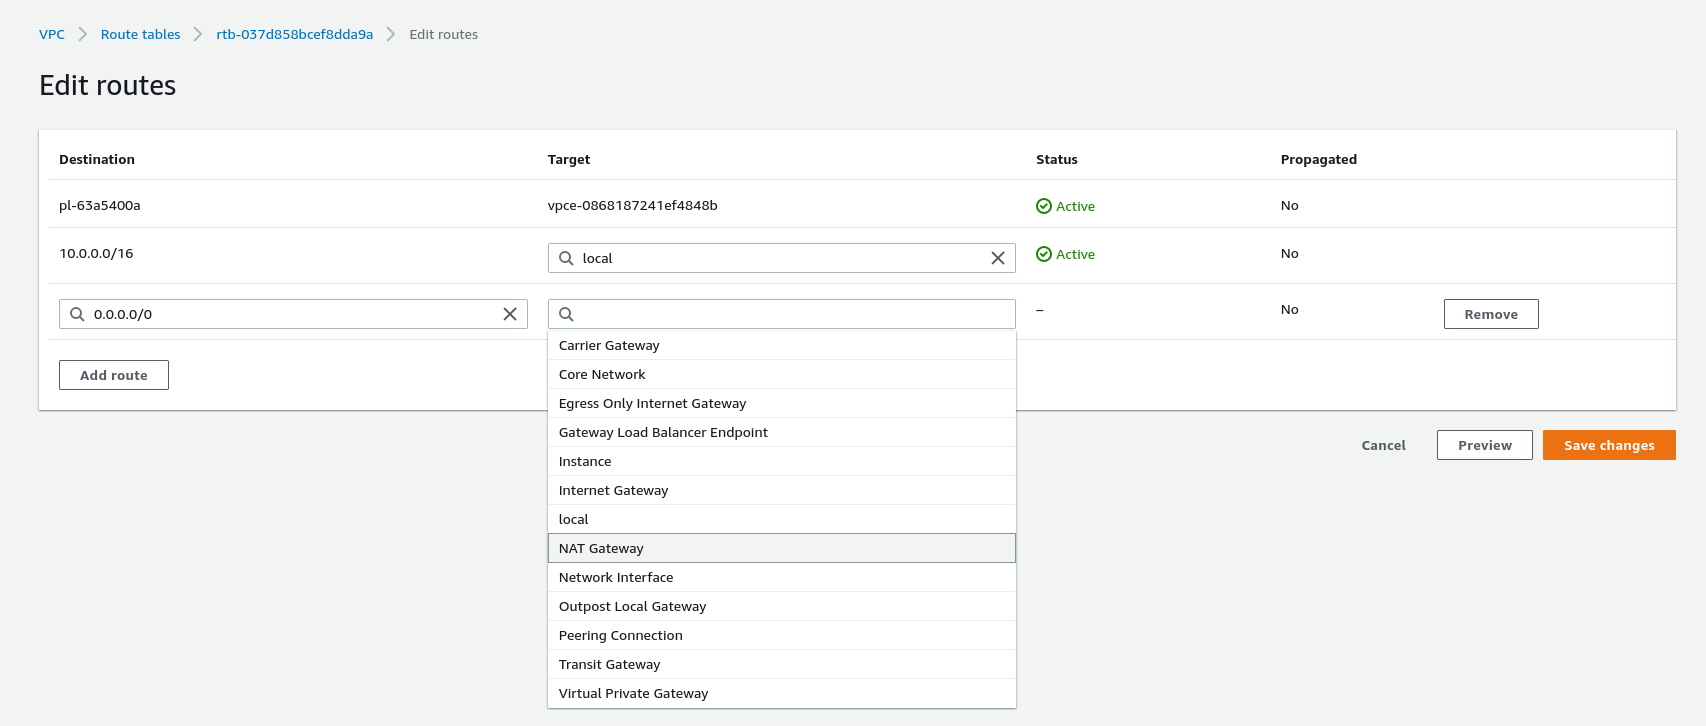 VPC Route tables rtb-037d858bcef8dda9a Edit routes
Edit routes
Destination Target Status Propagated
pl-63a5400a vpce-0868187241ef4848b Active No
10.0.0.0/16 local Active No
0.0.0.0/0 – No Remove
Carrier Gateway
Core Network
Add route
Egress Only Internet Gateway
Gateway Load Balancer Endpoint
Cancel Preview Save changes
Instance
Internet Gateway
local
NAT Gateway
Network Interface
Outpost Local Gateway
Peering Connection
Transit Gateway
Virtual Private Gateway